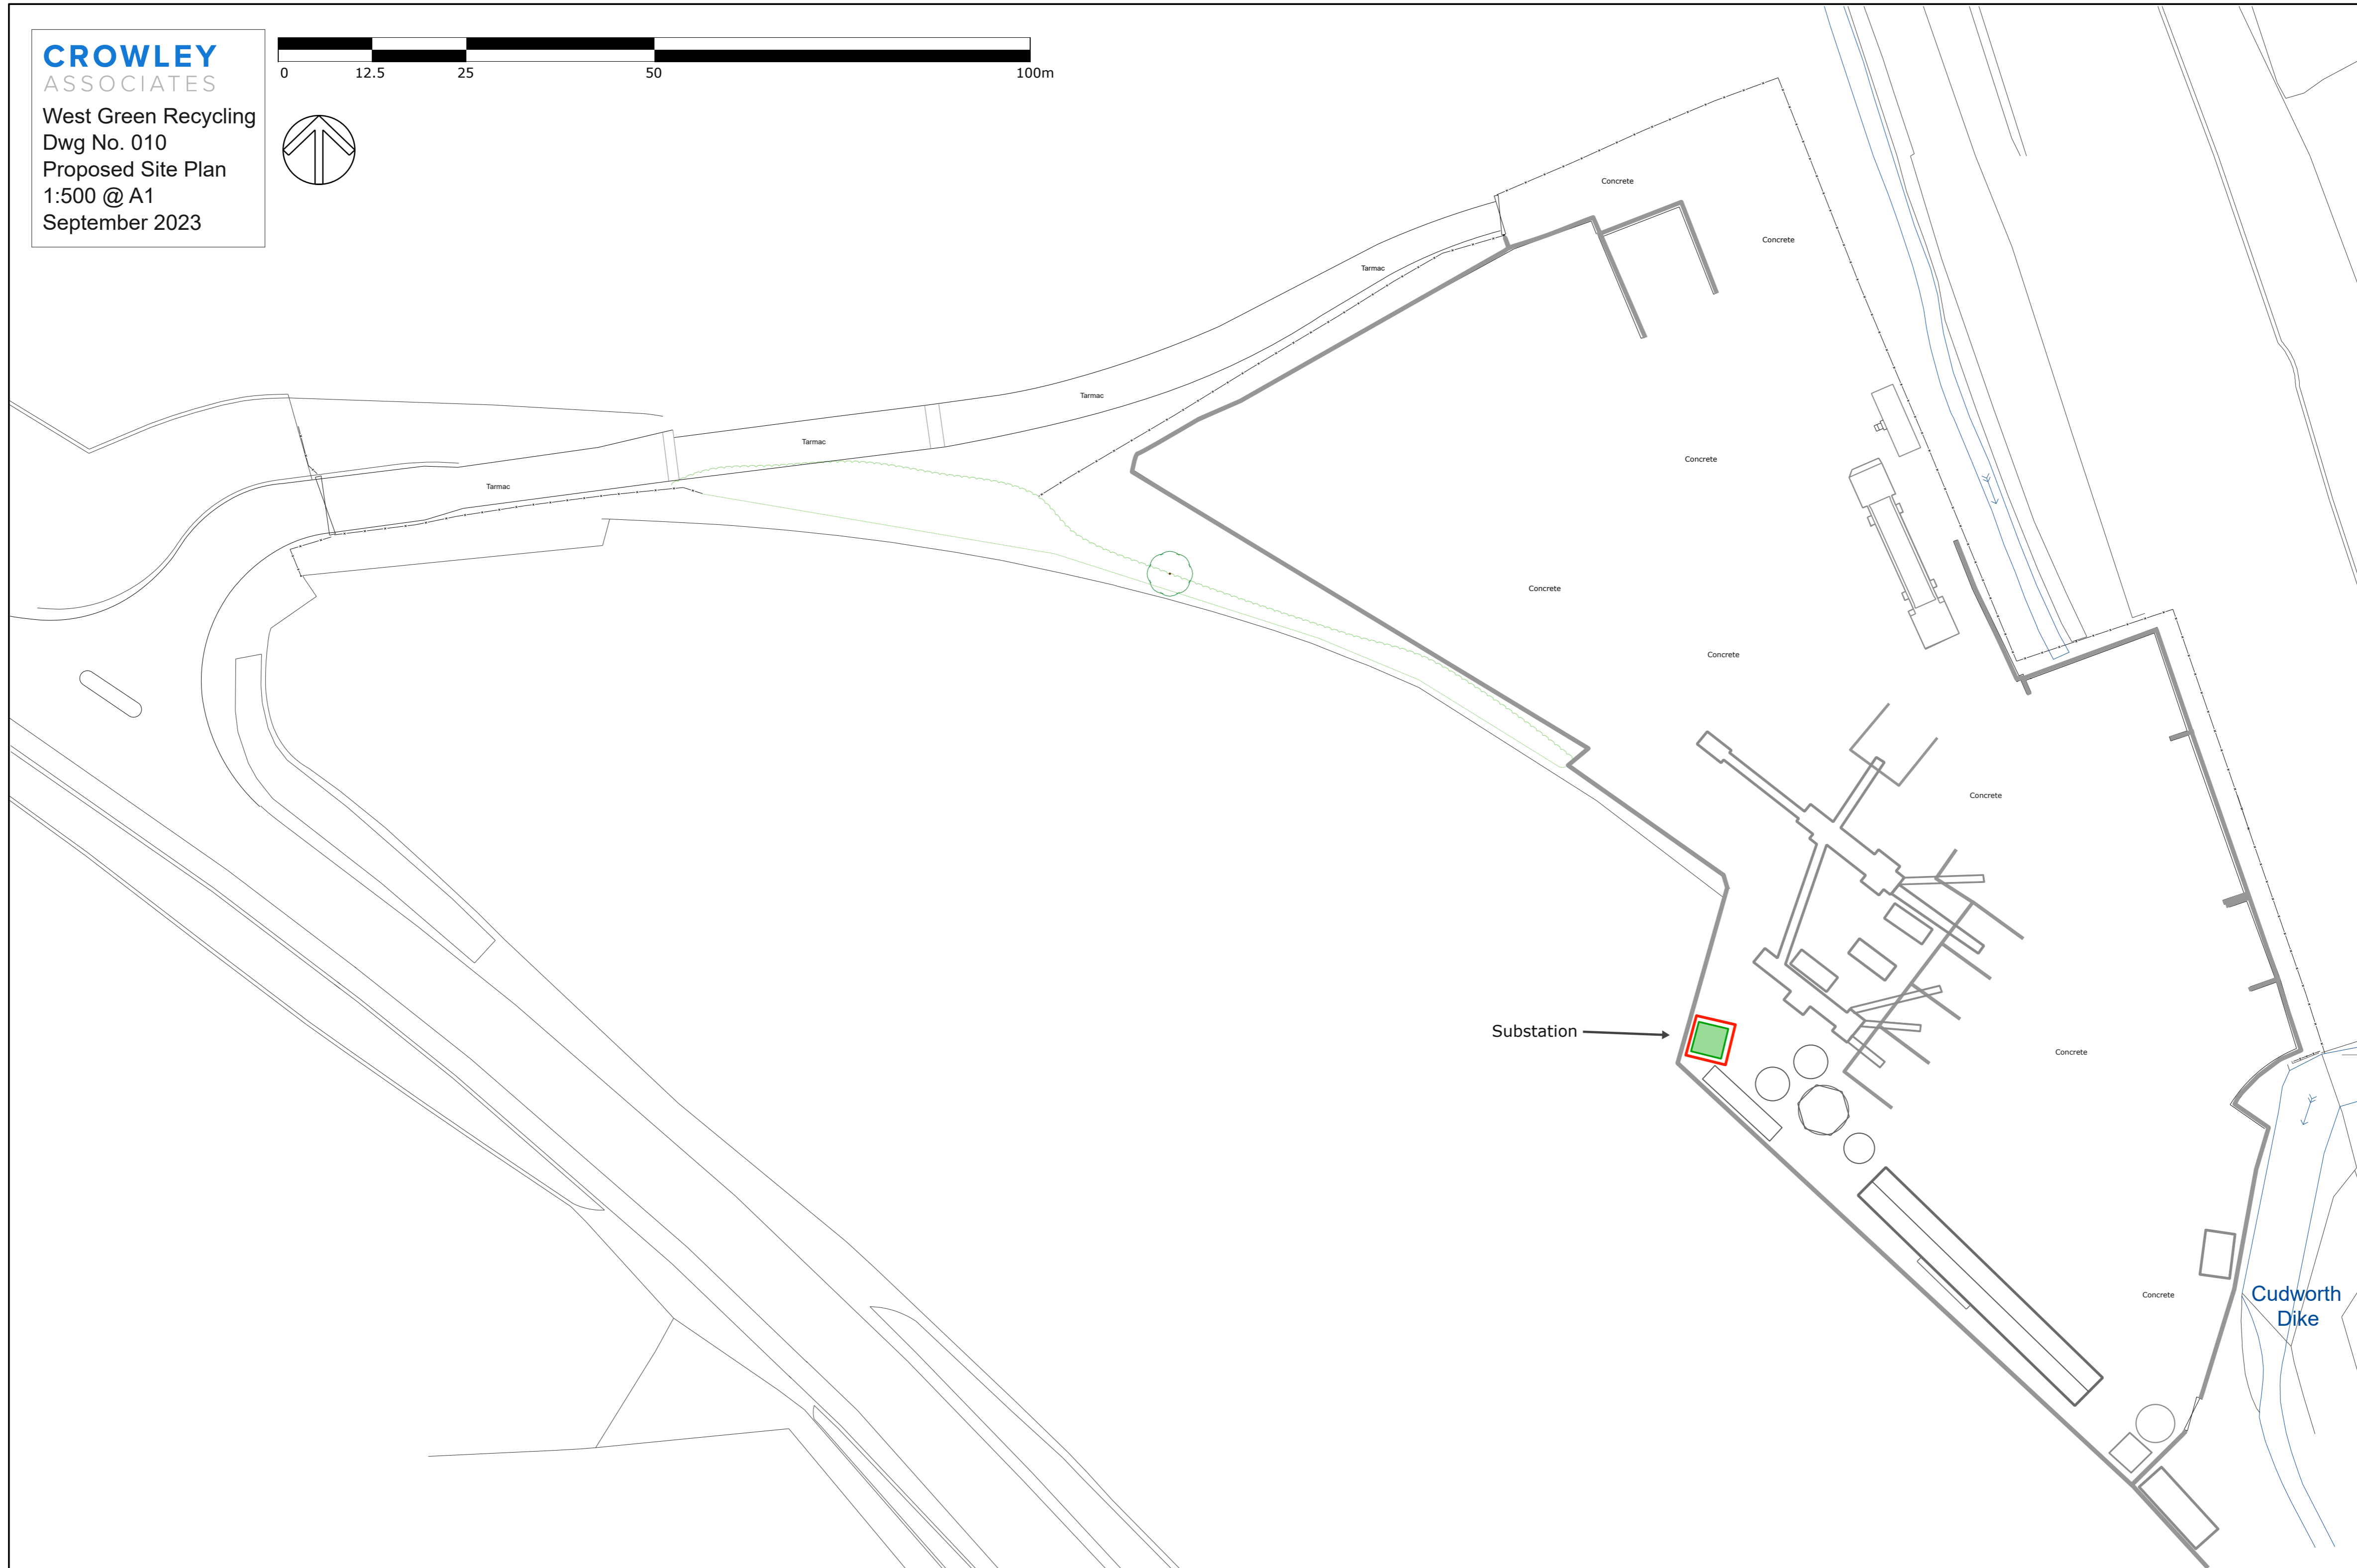 CROWLEY
ASSOCIATES
West Green Recycling
Dwg No. 010
Proposed Site Plan
1:500 @ A1
September 2023
0 12.5 25 50 100m
Concrete
Concrete
Tarmac
Tarmac
Tarmac
Concrete
Tarmac
Concrete
Concrete
Concrete
Substation
Concrete
Concrete
Cudworth
Dike